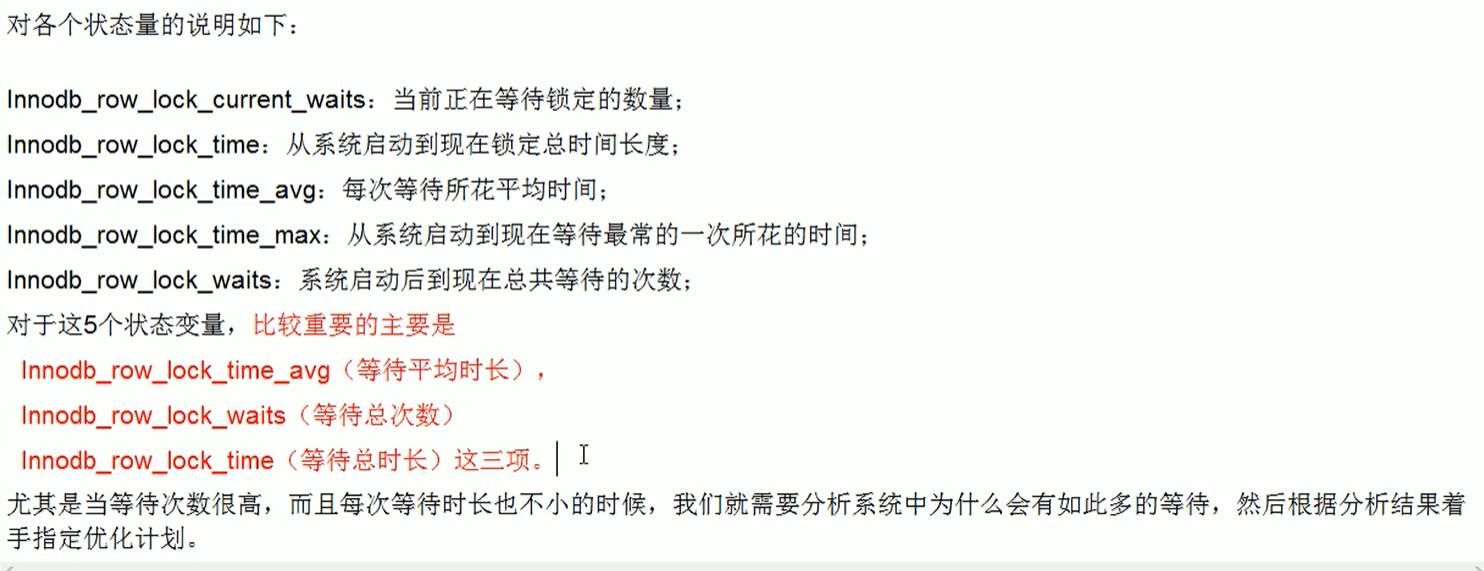 对各个状态量的说明如下：
Innodb_row_lock_current_waits：当前正在等待锁定的数量；
Innodb_row_lock_time：从系统启动到现在锁定总时间长度；
Innodb_row_lock_time_avg：每次等待所花平均时间；
Innodb_row_lock_time_max：从系统启动到现在等待最常的一次所花的时间；
Innodb_row_lock_waits：系统启动后到现在总共等待的次数；
对于这5个状态变量，比较重要的主要是
Innodb_row_lock_time_avg（等待平均时长），
Innodb_row_lock_waits（等待总次数）
Innodb_row_lock_time（等待总时长）这三项。
尤其是当等待次数很高，而且每次等待时长也不小的时候，我们就需要分析系统中为什么会有如此多的等待，然后根据分析结果着
手指定优化计划。